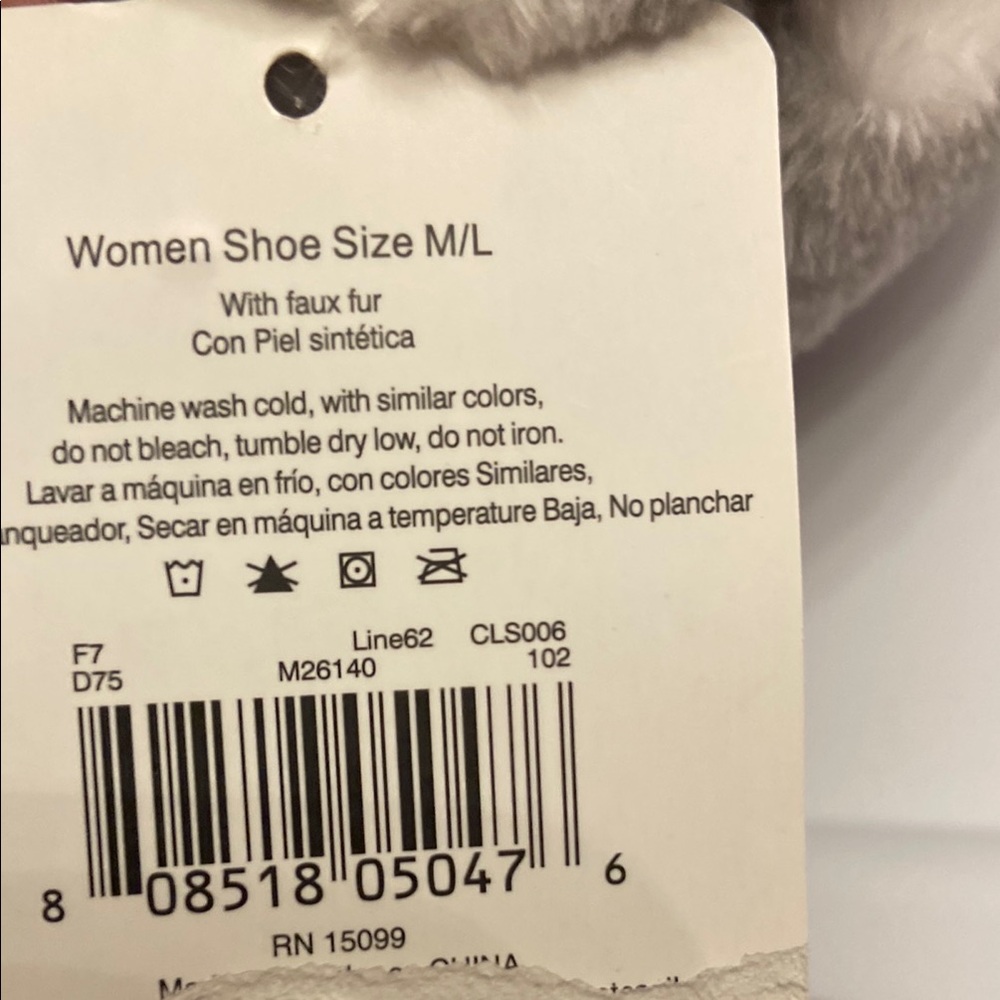 Women Shoe Size M/L
With faux fur
Con Piel sintética
Machine wash cold, with similar colors,
do not bleach, tumble dry low, do not iron.
Lavar a máquina en frío, con colores Similares,
nqueador, Secar en máquina a temperature Baja, No planchar
F7 Line62 CLS006
D75 M26140 102
8 08518 05047 6
RN 15099